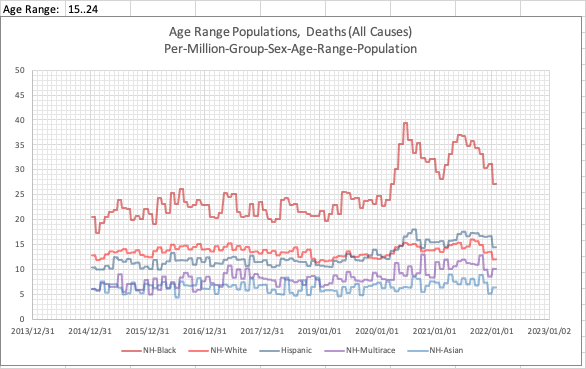 Age Range: 15..24
Age Range Populations, Deaths (All Causes)
Per-Million-Group-Sex-Age-Range-Population
50
45
40
35
30
25
20
15
10
5
0
2013/12/31 2014/12/31 2015/12/31 2016/12/31 2017/12/31 2019/01/01 2020/01/01 2021/01/01 2022/01/01 2023/01/02
NH-Black NH-White Hispanic NH-Multirace NH-Asian